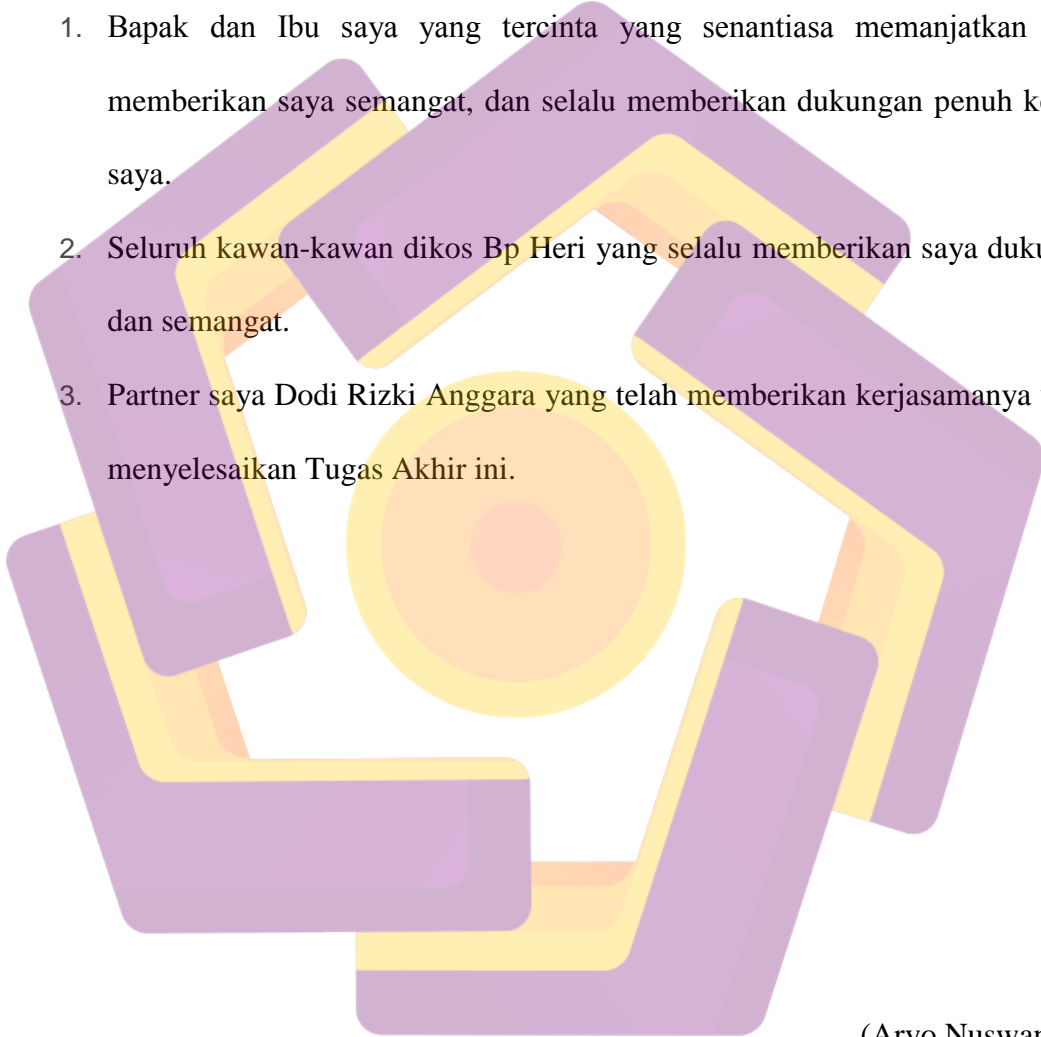 1. Bapak dan Ibu saya yang tercinta yang senantiasa memanjatkan
memberikan saya semangat, dan selalu memberikan dukungan penuh
saya.
2. Seluruh kawan-kawan dikos Bp Heri yang selalu memberikan saya
dan semangat.
3. Partner saya Dodi Rizki Anggara yang telah memberikan kerjasamanya
menyelesaikan Tugas Akhir ini.
(Aryo